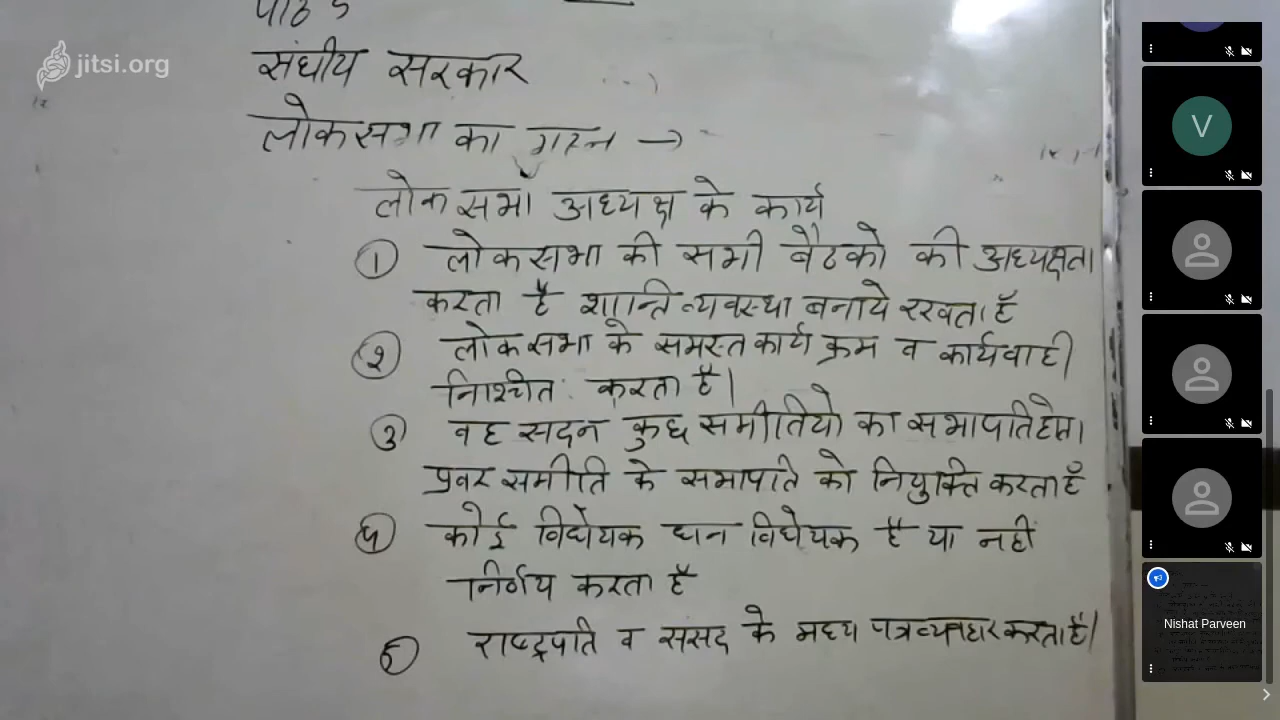 पाठ 5
jitsi.org
संघीय सरकार
लोकसभा का गठन →
लोकसभा अध्यक्ष के कार्य
① लोकसभा की सभी बैठको की अध्यक्षता
करता है शान्ति व्यवस्था बनाये रखता है
② लोकसभा के समस्त कार्य क्रम व कार्यवाही
निश्चीत करता है।
③ वह सदन कुछ समीतियो का सभापति होता।
प्रवर समीति के सभापति को नियुक्ति करता है
④ कोई विधेयक धन विधेयक है या नहीं
निर्णय करता है
⑤ राष्ट्रपति व संसद के मध्य पत्रव्यवहार करता है।
V
Nishat Parveen